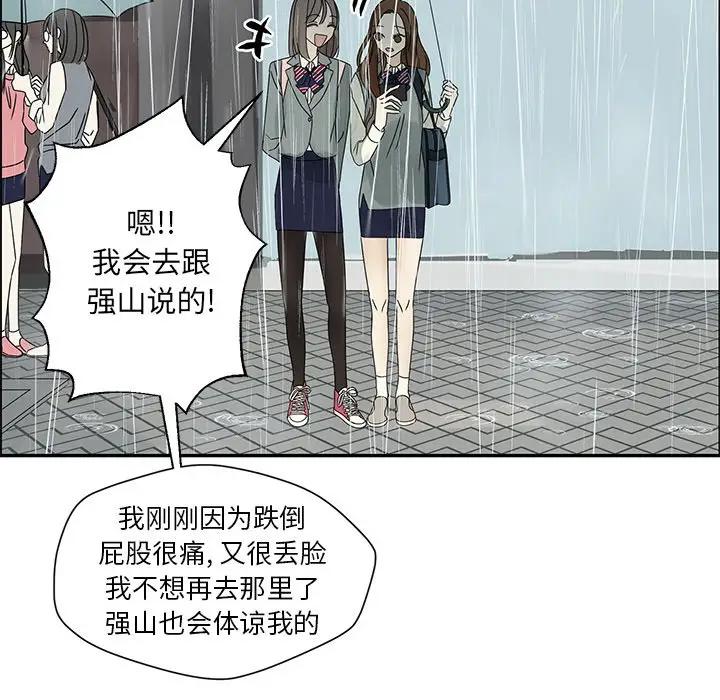 嗯!!
我会去跟
强山说的!
我刚刚因为跌倒
屁股很痛, 又很丢脸
我不想再去那里了
强山也会体谅我的